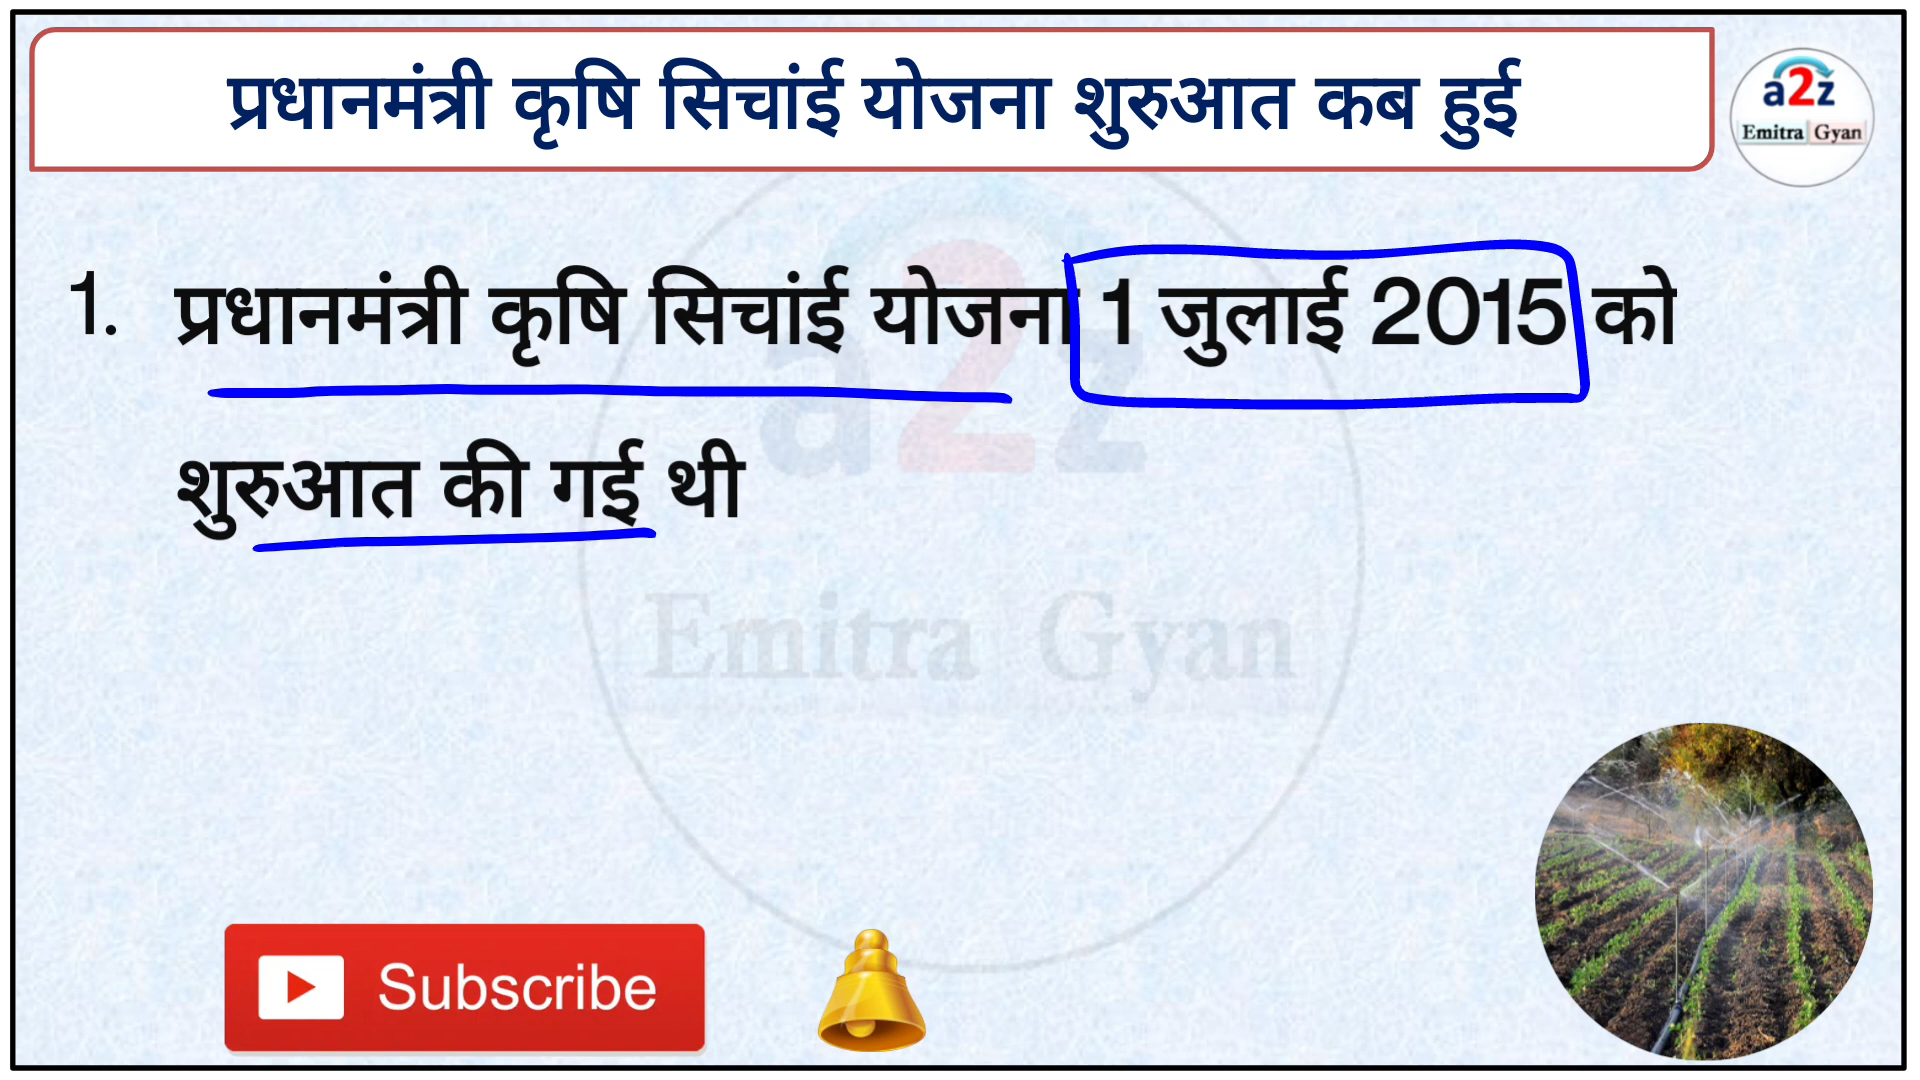 प्रधानमंत्री कृषि सिचांई योजना शुरुआत कब हुई
a2z
Emitra Gyan
1. प्रधानमंत्री कृषि सिचांई योजना 1 जुलाई 2015 को
शुरुआत की गई थी
a2z
Emitra Gyan
Subscribe